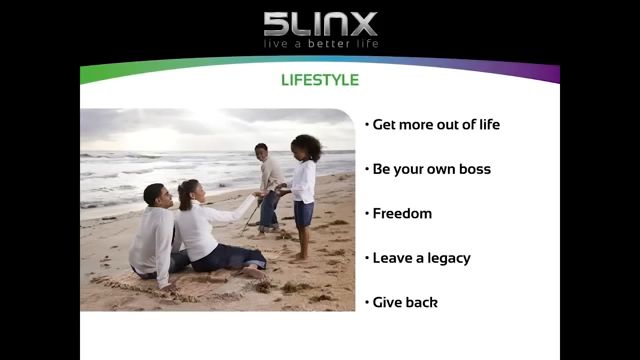 5LINX
live a better life
LIFESTYLE
• Get more out of life
• Be your own boss
• Freedom
• Leave a legacy
• Give back